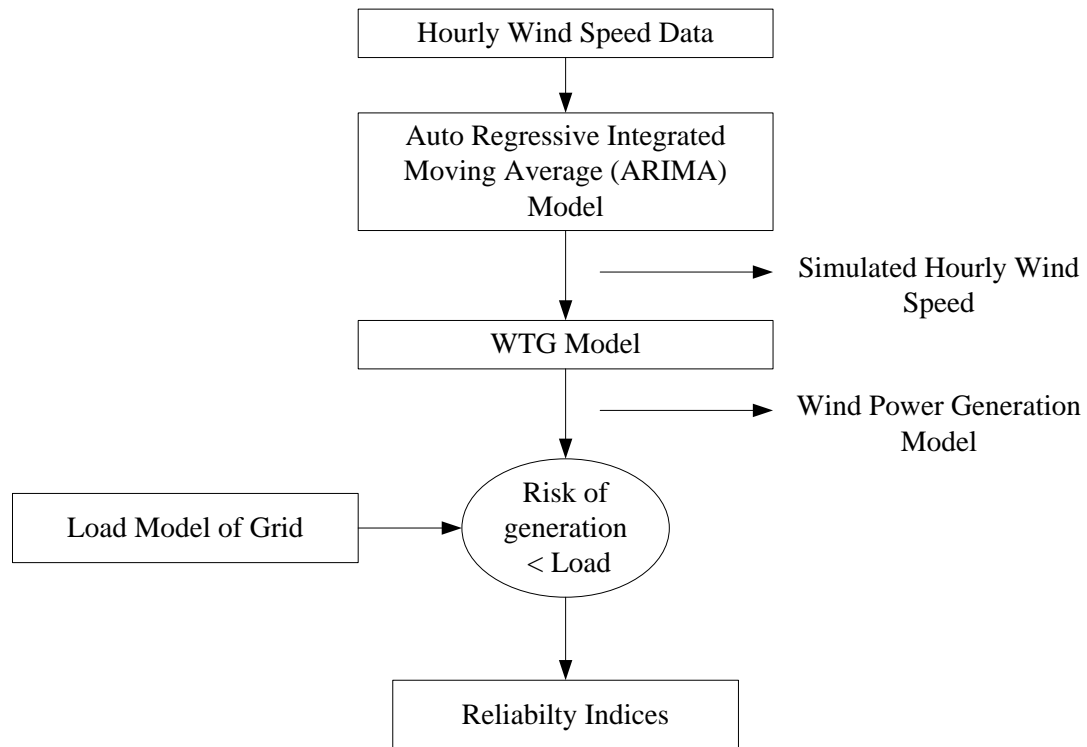 Hourly Wind Speed Data
Auto Regressive Integrated
Moving Average (ARIMA)
Model
Simulated Hourly Wind
Speed
WTG Model
Wind Power Generation
Model
Risk of
generation
< Load
Load Model of Grid
Reliabilty Indices